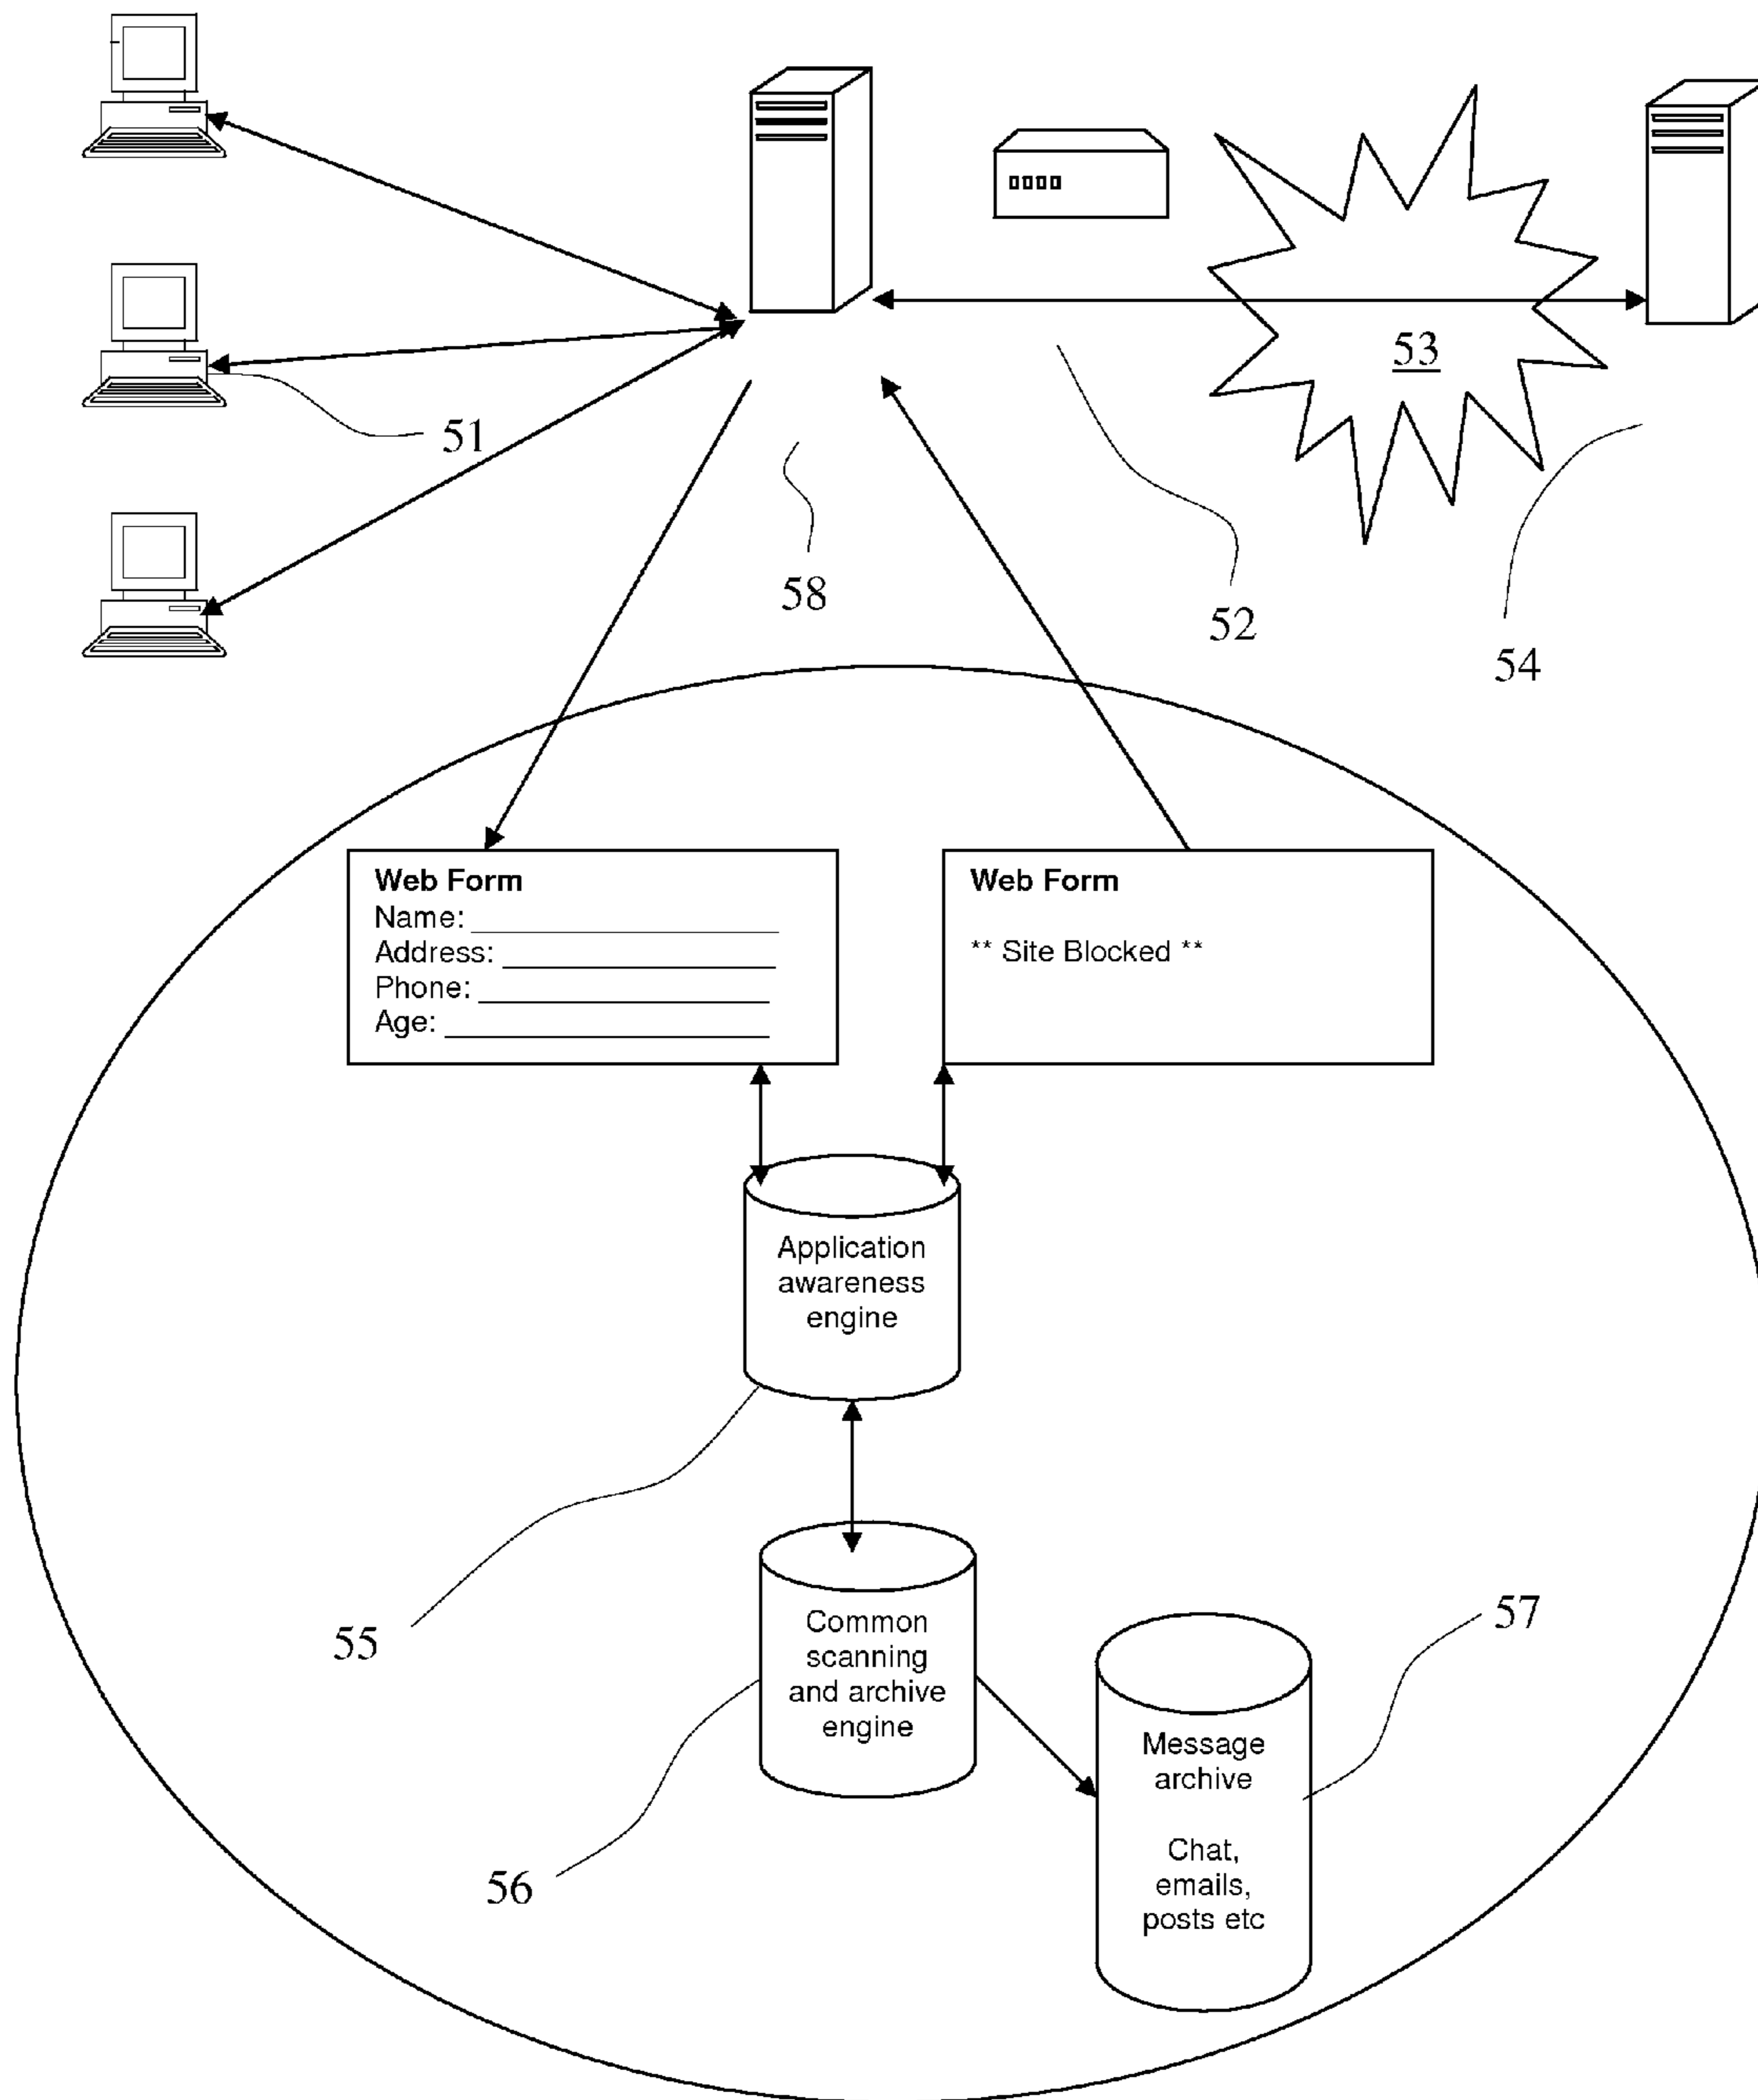 53
51
58
52
54
Web Form
Name:
Address:
Phone:
Age:
Web Form
** Site Blocked **
Application
awareness
engine
55
Common
scanning
and archive
engine
57
Message
archive
Chat,
emails,
posts etc
56